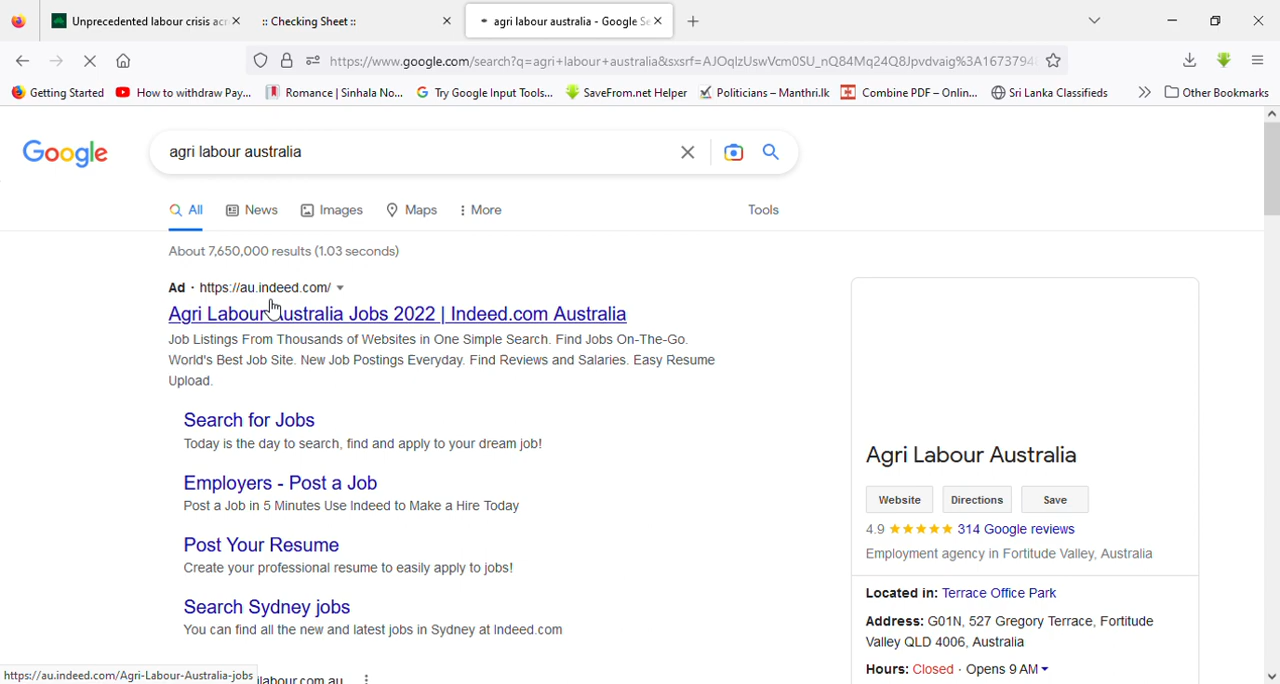 Unprecedented labour crisis acr
:: Checking Sheet ::
agri labour australia - Google Se
https://www.google.com/search?q=agri+labour+australia&sxsrf=AJOqlzUswVcm0SU_nQ84Mq24Q8Jpvdvaig%3A1673794
Getting Started How to withdraw Pay... Romance | Sinhala No... Try Google Input Tools... SaveFrom.net Helper Politicians – Manthri.lk Combine PDF – Onlin... Sri Lanka Classifieds Other Bookmarks
Google
agri labour australia
All News Images Maps More Tools
About 7,650,000 results (1.03 seconds)
Ad · https://au.indeed.com/
Agri Labour Australia Jobs 2022 | Indeed.com Australia
Job Listings From Thousands of Websites in One Simple Search. Find Jobs On-The-Go.
World's Best Job Site. New Job Postings Everyday. Find Reviews and Salaries. Easy Resume
Upload.
Search for Jobs
Today is the day to search, find and apply to your dream job!
Employers - Post a Job
Post a Job in 5 Minutes Use Indeed to Make a Hire Today
Post Your Resume
Create your professional resume to easily apply to jobs!
Search Sydney jobs
You can find all the new and latest jobs in Sydney at Indeed.com
https://au.indeed.com/Agri-Labour-Australia-jobs
labour.com.au
Agri Labour Australia
Website Directions Save
4.9 314 Google reviews
Employment agency in Fortitude Valley, Australia
Located in: Terrace Office Park
Address: G01N, 527 Gregory Terrace, Fortitude
Valley QLD 4006, Australia
Hours: Closed · Opens 9 AM